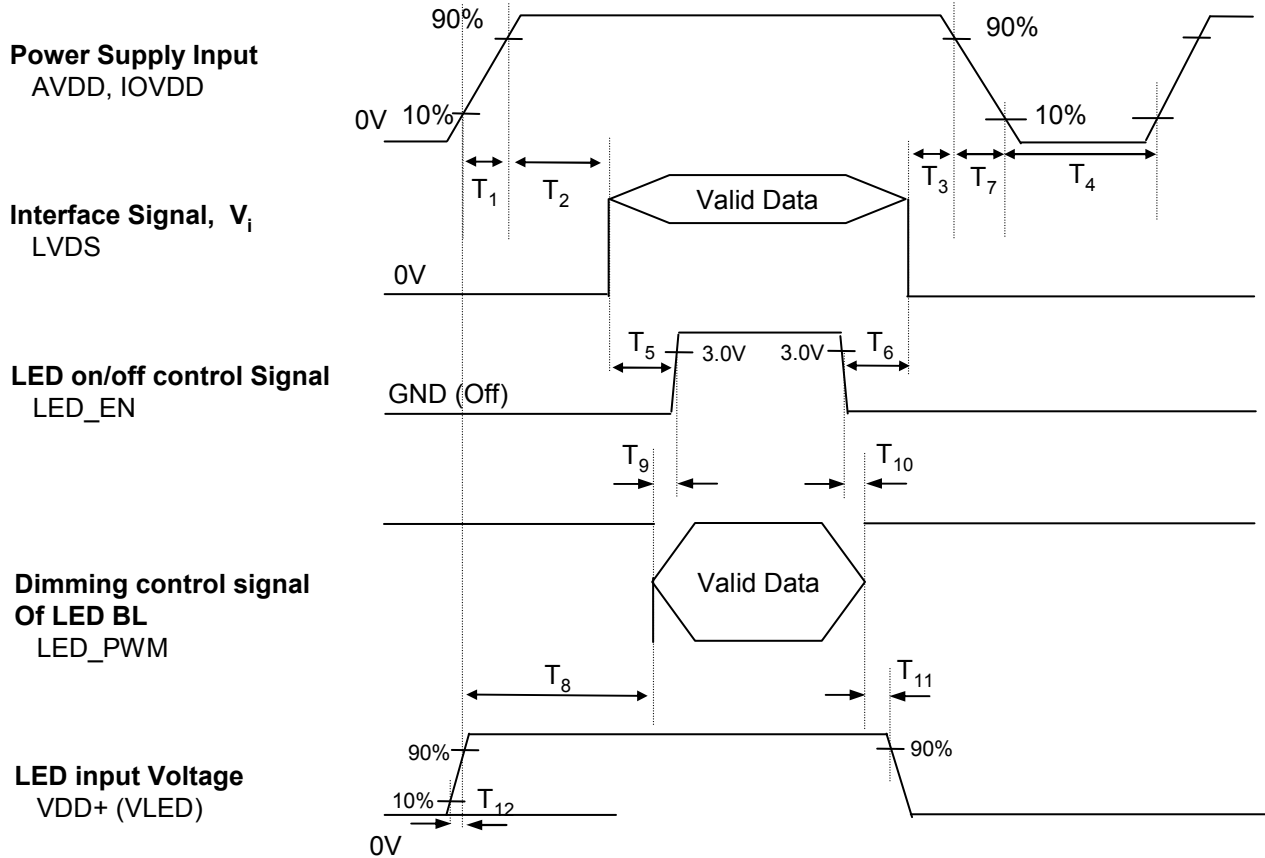 90%
90%
Power Supply Input
AVDD, IOVDD
0V
10%
10%
T1
T2
T3
T7
T4
Interface Signal, Vi
LVDS
Valid Data
0V
T5
3.0V
3.0V
T6
LED on/off control Signal
LED_EN
GND (Off)
T9
T10
Dimming control signal
Of LED BL
LED_PWM
Valid Data
T8
T11
LED input Voltage
VDD+ (VLED)
90%
90%
10%
T12
0V